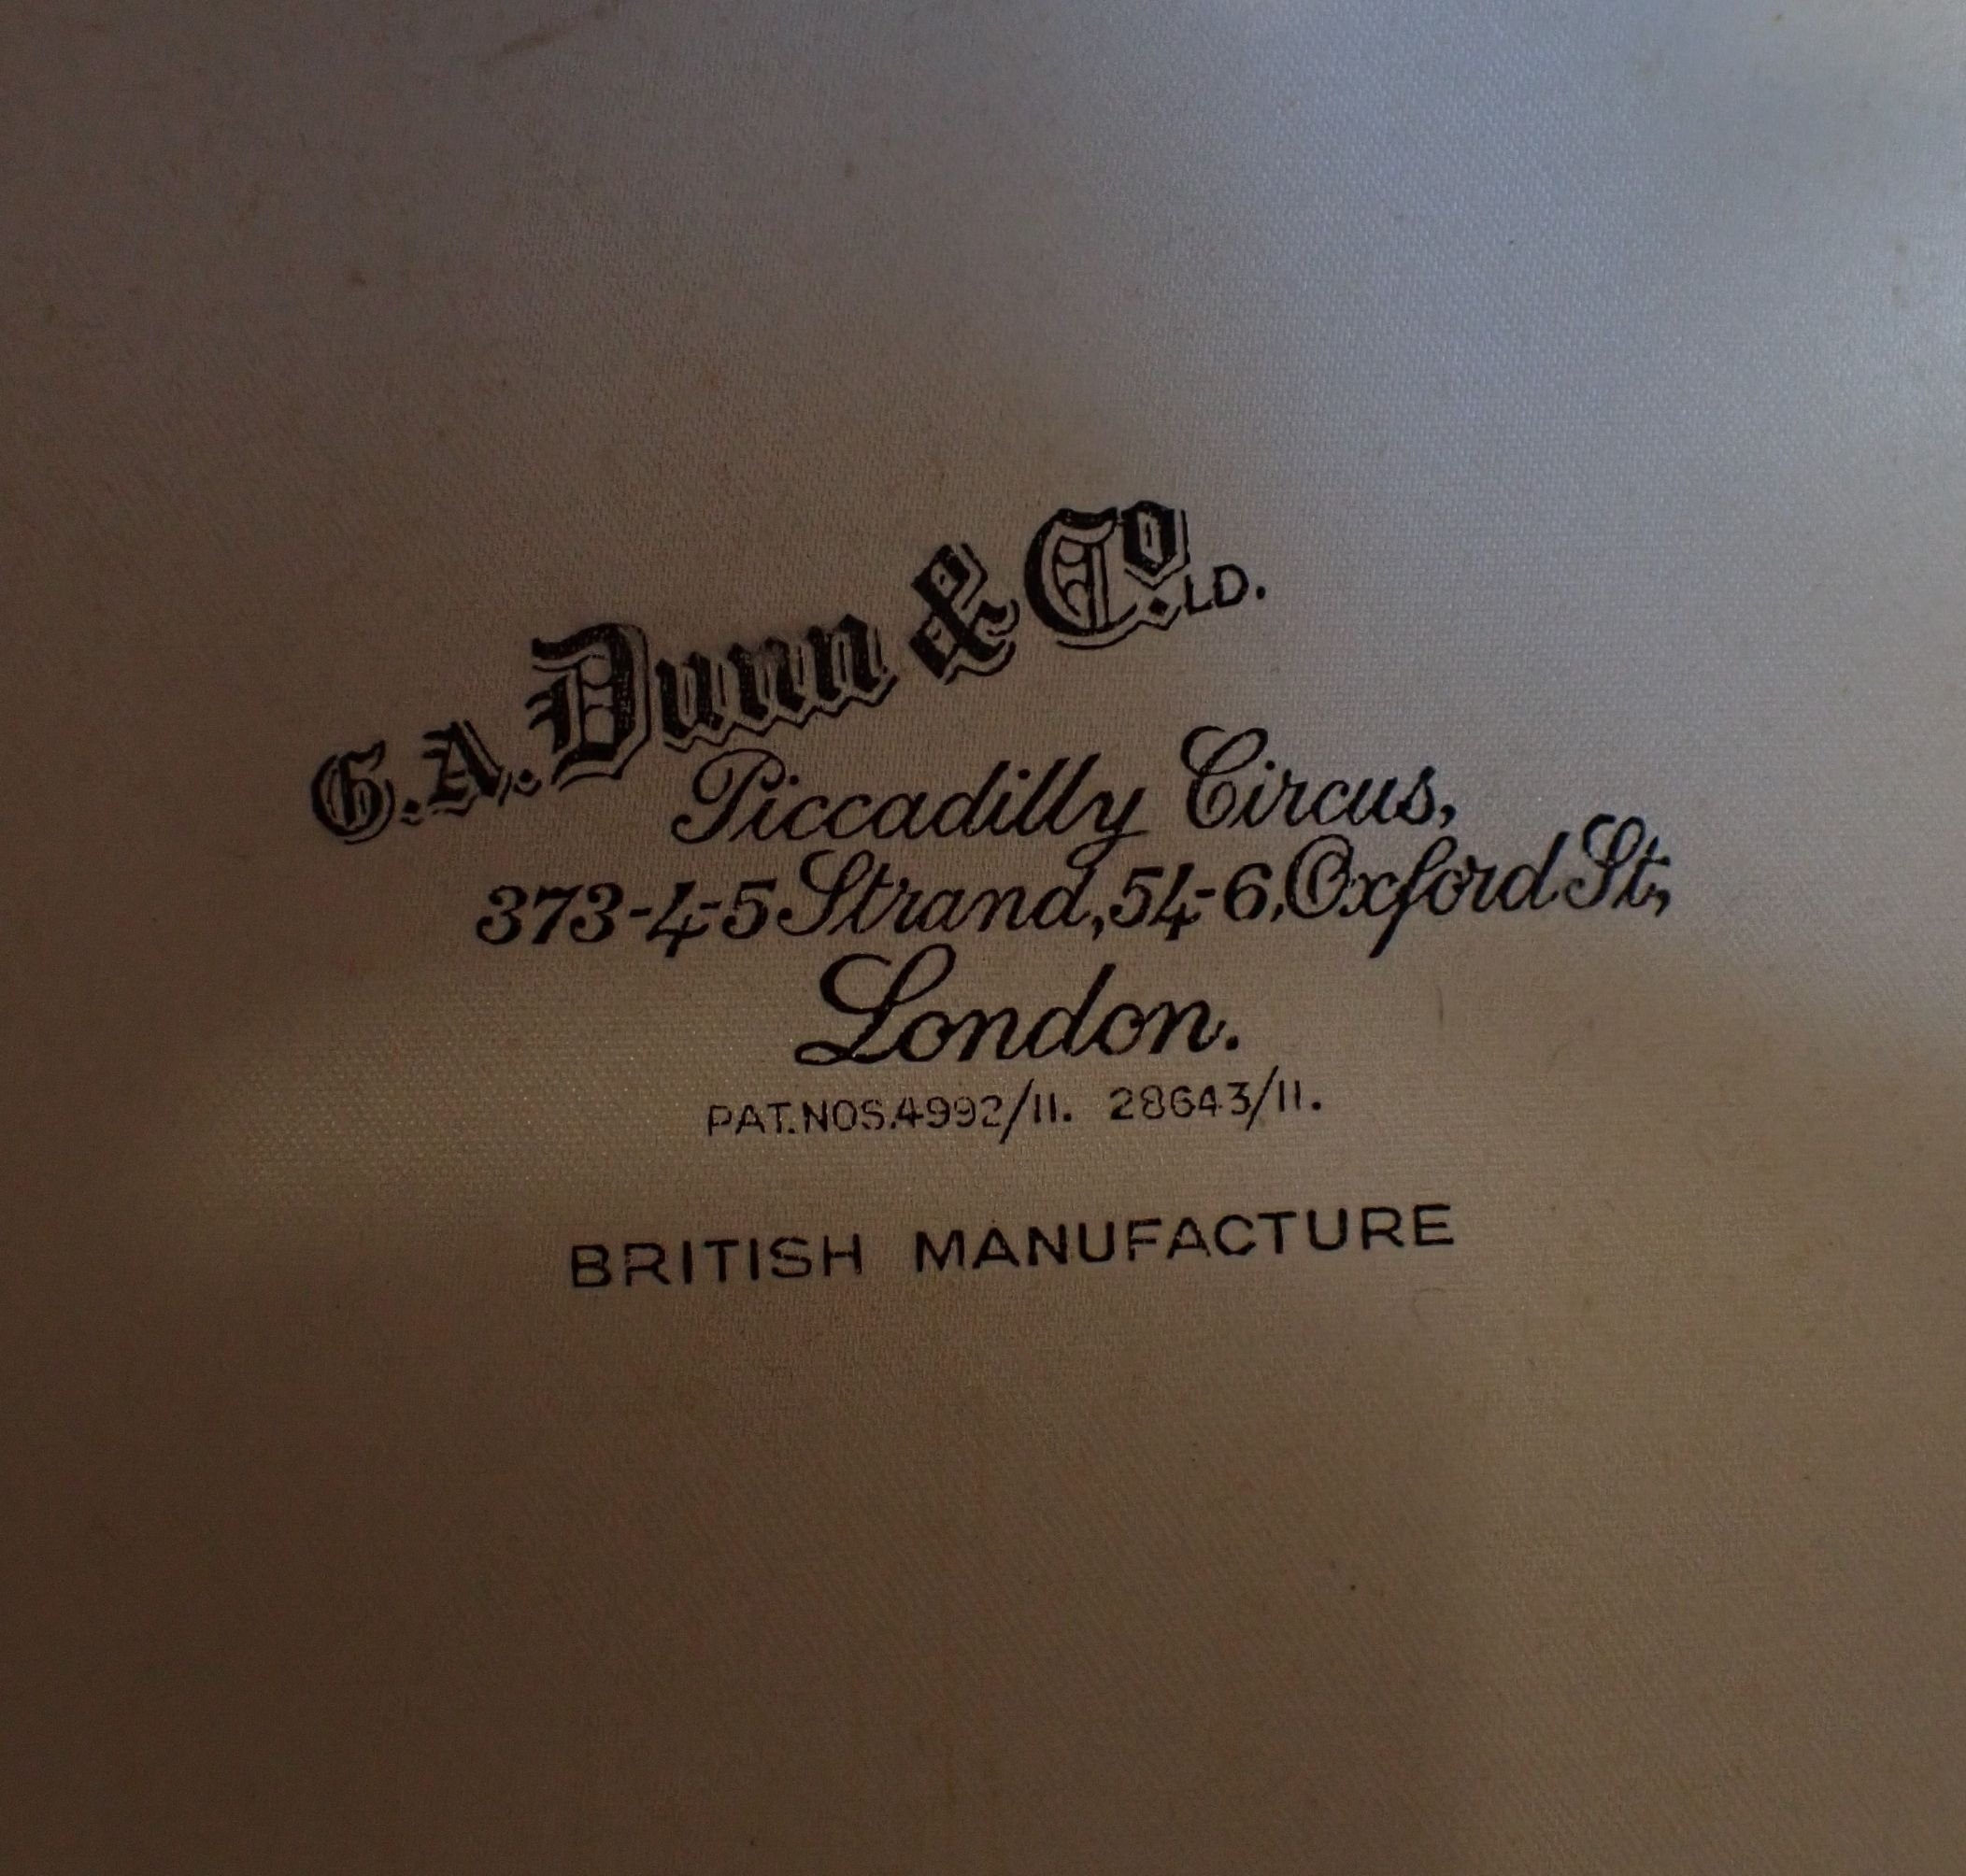 G.A. Dunn & Co. LD.
Piccadilly Circus,
373-4-5 Strand, 54-6, Oxford St,
London.
PAT. NOS. 4992/11. 28643/11.
BRITISH MANUFACTURE